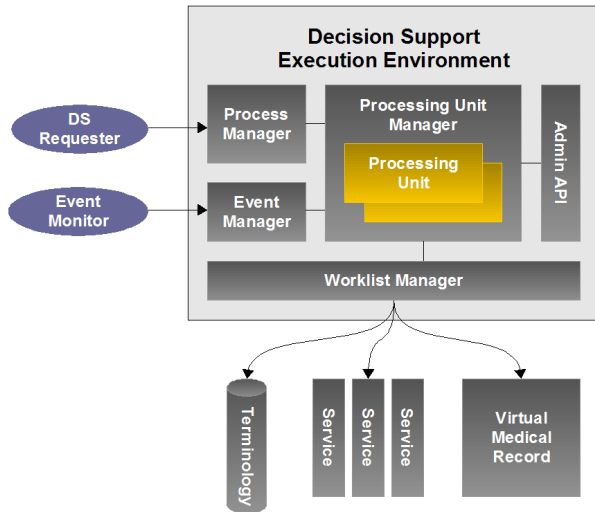 Decision Support
Execution Environment
DS
Requester
Process
Manager
Processing Unit
Manager
Processing
Unit
Admin API
Event
Monitor
Event
Manager
Worklist Manager
Terminology
Service
Service
Service
Virtual
Medical
Record